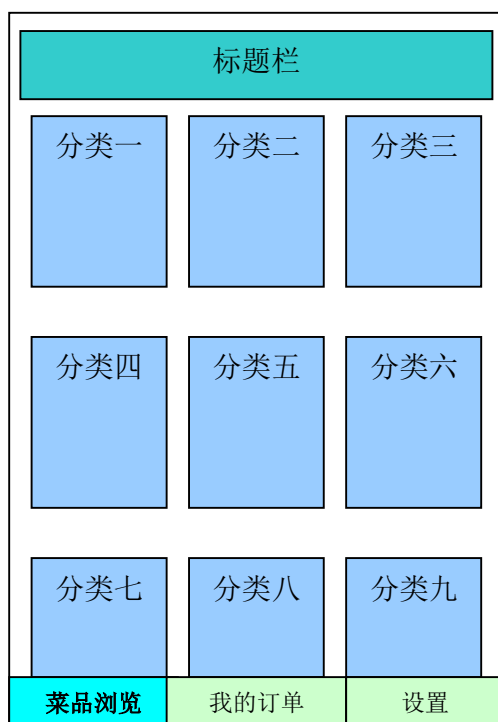 标题栏
分类一 分类二 分类三
分类四 分类五 分类六
分类七 分类八 分类九
菜品浏览 我的订单 设置